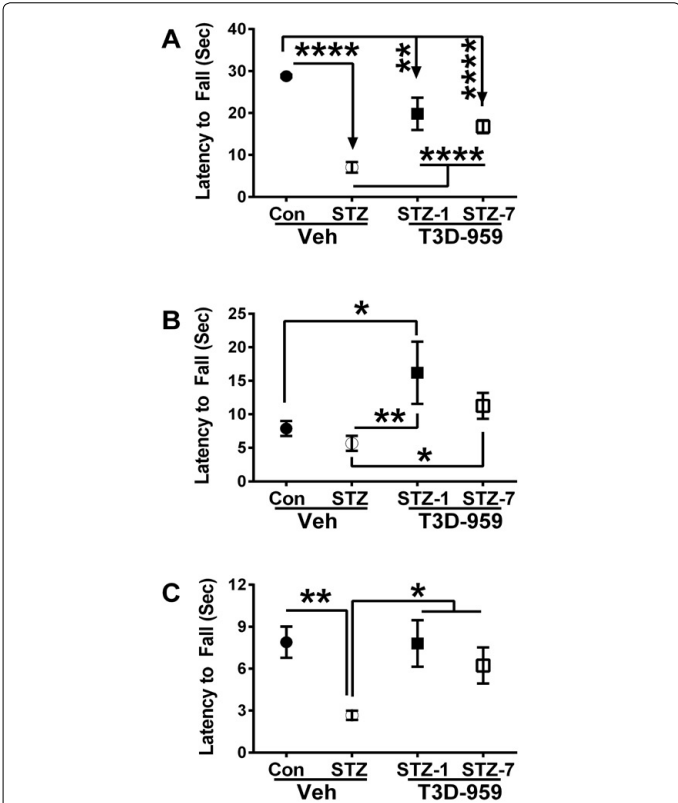 A
Latency to Fall (Sec)
40
30
20
10
0
****
**
****
****
Con STZ STZ-1 STZ-7
Veh T3D-959
B
Latency to Fall (Sec)
25
20
15
10
5
0
*
**
*
Con STZ STZ-1 STZ-7
Veh T3D-959
C
Latency to Fall (Sec)
12
9
6
3
0
**
*
Con STZ STZ-1 STZ-7
Veh T3D-959